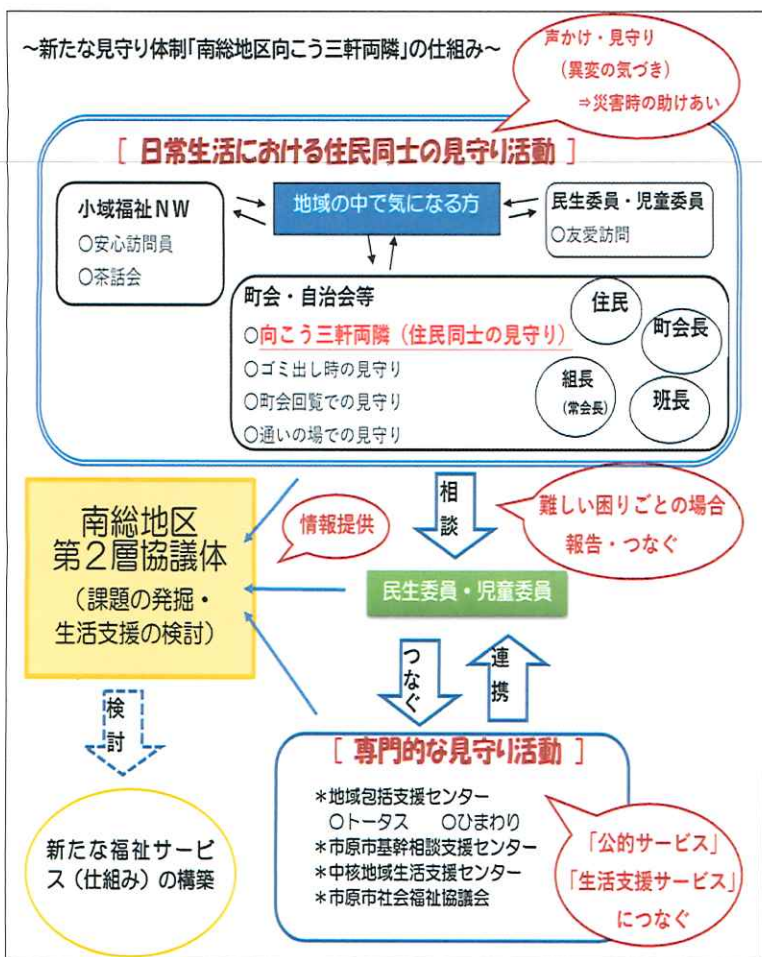 ~新たな見守り体制「南総地区向こう三軒両隣」の仕組み~
声かけ・見守り
(異変の気づき)
⇒災害時の助けあい
[ 日常生活における住民同士の見守り活動 ]
小域福祉NW
○安心訪問員
○茶話会
地域の中で気になる方
民生委員・児童委員
○友愛訪問
町会・自治会等
○向こう三軒両隣(住民同士の見守り)
○ゴミ出し時の見守り
○町会回覧での見守り
○通いの場での見守り
住民
町会長
組長
(常会長)
班長
南総地区
第2層協議体
(課題の発掘・
生活支援の検討)
情報提供
相談
難しい困りごとの場合
報告・つなぐ
民生委員・児童委員
つなぐ
連携
検討
新たな福祉サービ
ス(仕組み)の構築
[ 専門的な見守り活動 ]
*地域包括支援センター
○トータス ○ひまわり
*市原市基幹相談支援センター
*中核地域生活支援センター
*市原市社会福祉協議会
「公的サービス」
「生活支援サービス」
につなぐ